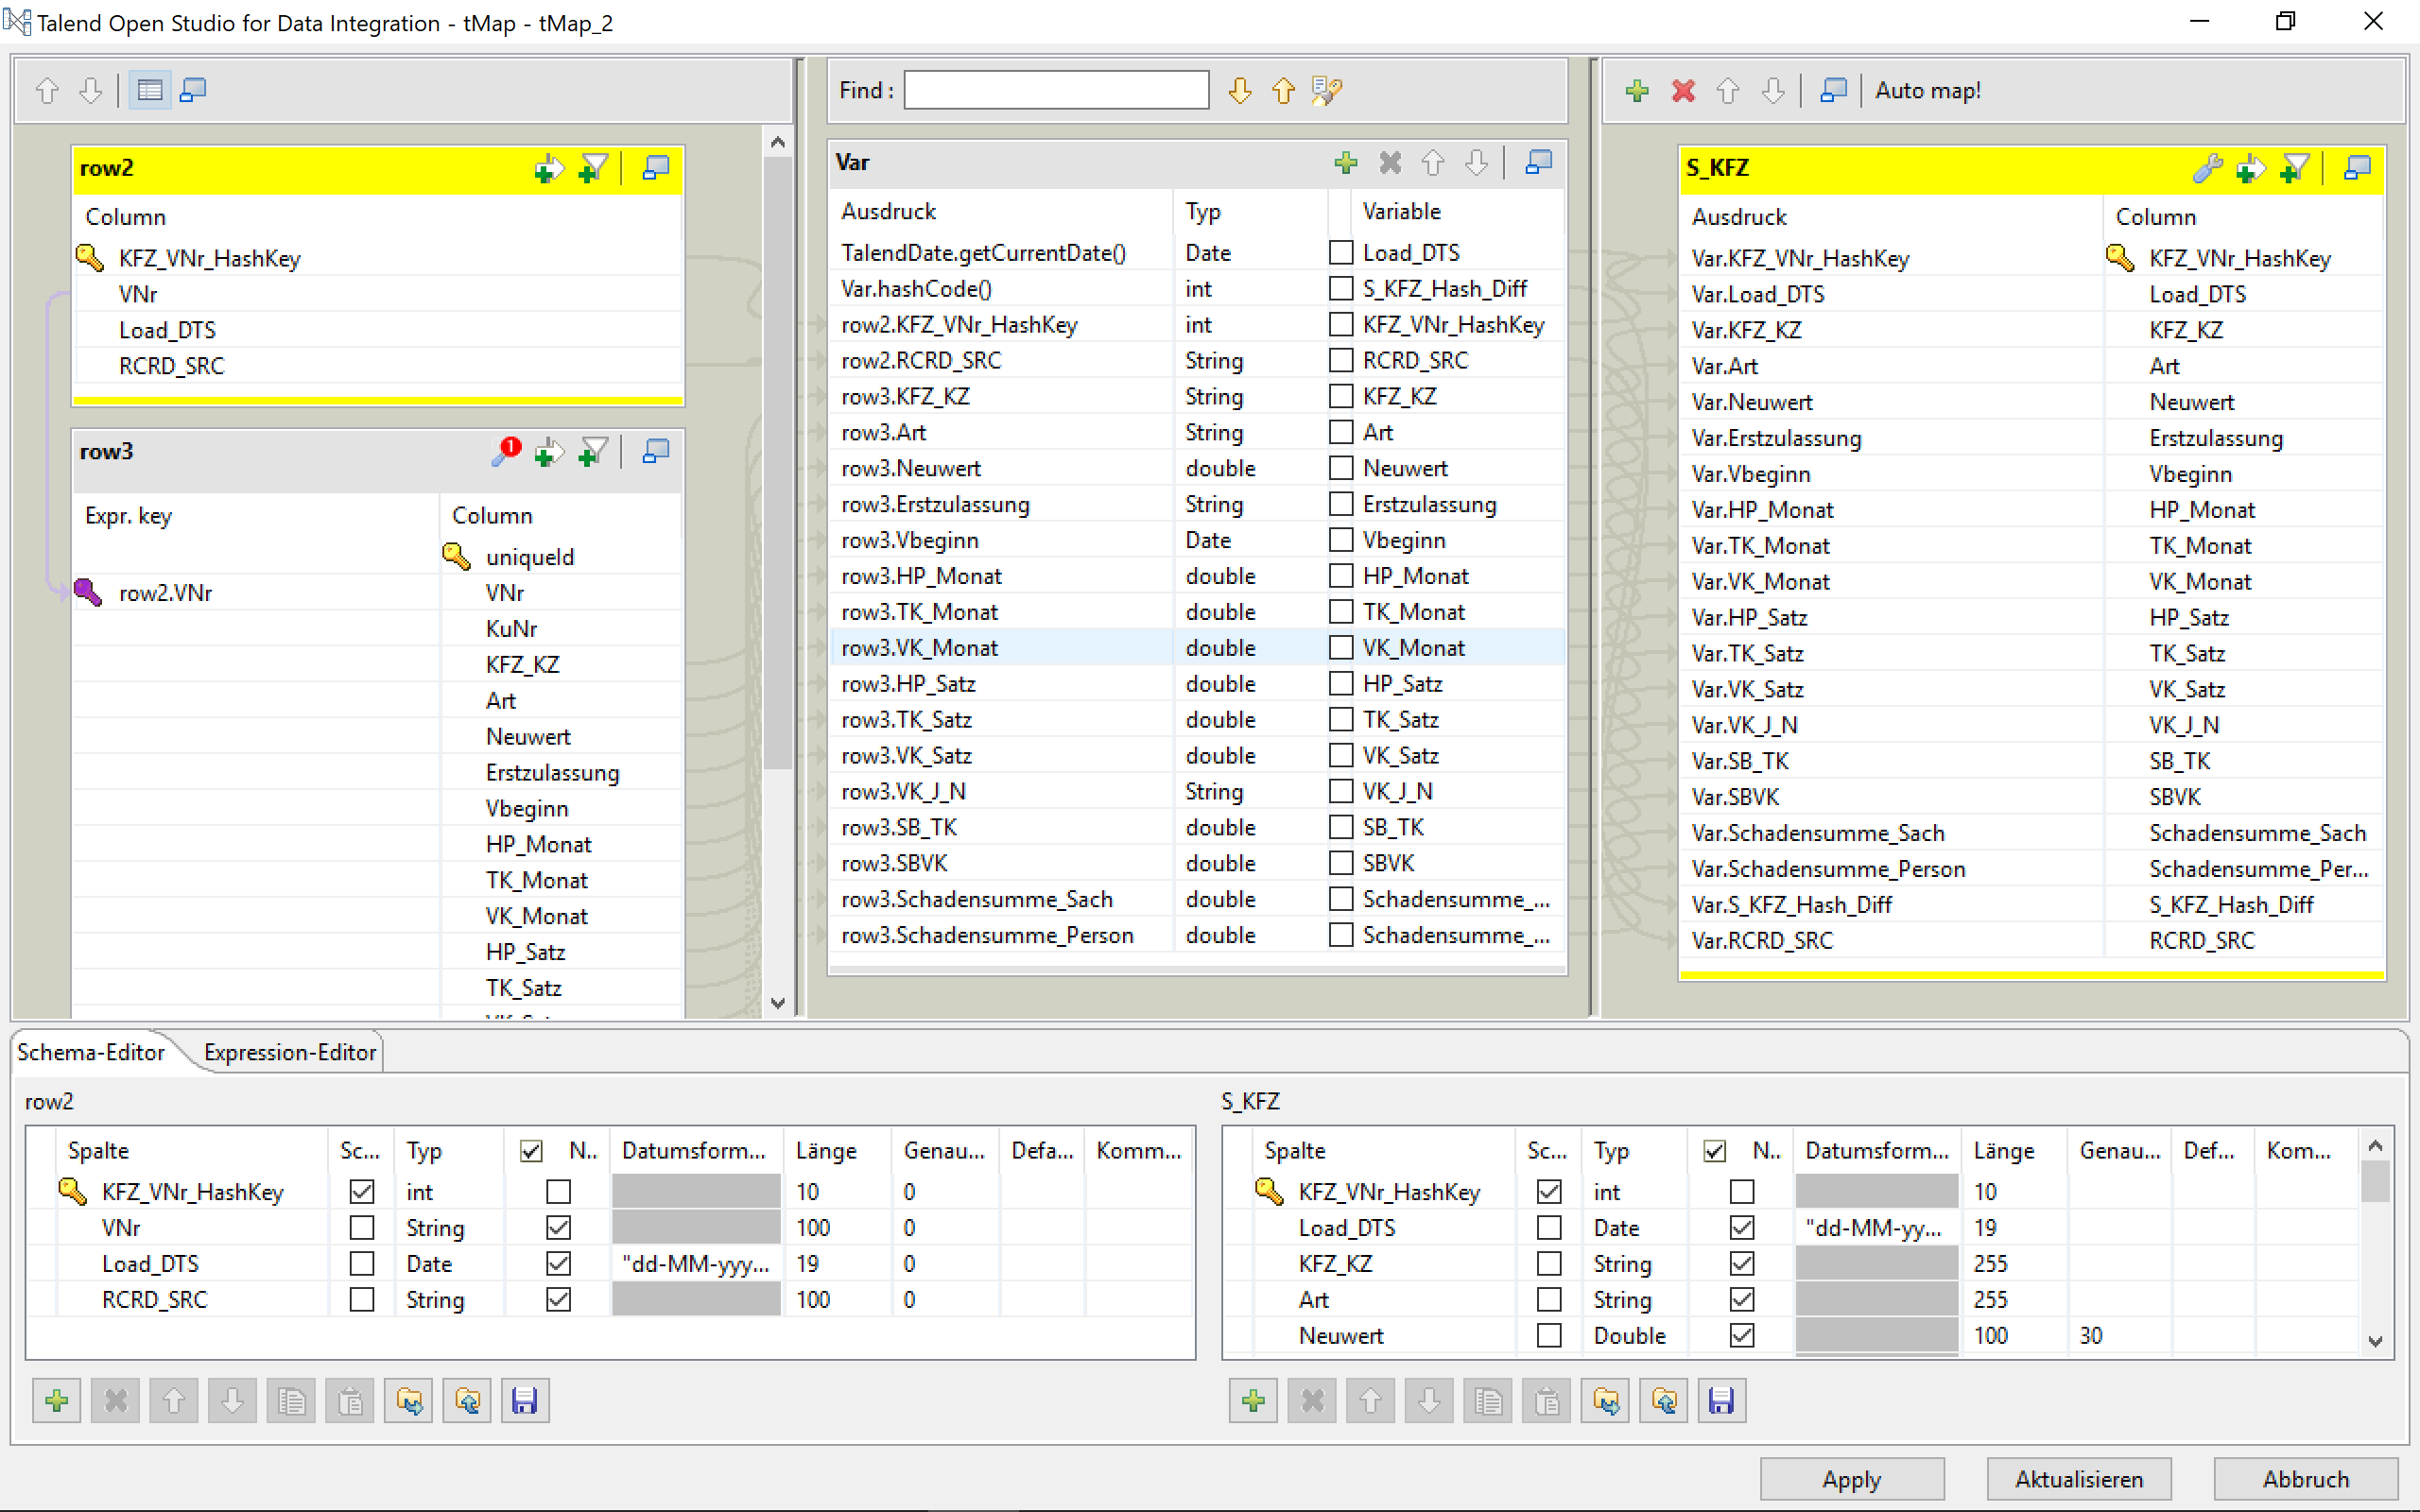 Talend Open Studio for Data Integration - tMap - tMap_2
row2
Column
KFZ_VNr_HashKey
VNr
Load_DTS
RCRD_SRC
row3
1
Expr. key Column
uniqueId
row2.VNr VNr
KuNr
KFZ_KZ
Art
Neuwert
Erstzulassung
Vbeginn
HP_Monat
TK_Monat
VK_Monat
HP_Satz
TK_Satz
Find :
Var
Ausdruck Typ Variable
TalendDate.getCurrentDate() Date Load_DTS
Var.hashCode() int S_KFZ_Hash_Diff
row2.KFZ_VNr_HashKey int KFZ_VNr_HashKey
row2.RCRD_SRC String RCRD_SRC
row3.KFZ_KZ String KFZ_KZ
row3.Art String Art
row3.Neuwert double Neuwert
row3.Erstzulassung String Erstzulassung
row3.Vbeginn Date Vbeginn
row3.HP_Monat double HP_Monat
row3.TK_Monat double TK_Monat
row3.VK_Monat double VK_Monat
row3.HP_Satz double HP_Satz
row3.TK_Satz double TK_Satz
row3.VK_Satz double VK_Satz
row3.VK_J_N String VK_J_N
row3.SB_TK double SB_TK
row3.SBVK double SBVK
row3.Schadensumme_Sach double Schadensumme_...
row3.Schadensumme_Person double Schadensumme_...
Auto map!
S_KFZ
Ausdruck Column
Var.KFZ_VNr_HashKey KFZ_VNr_HashKey
Var.Load_DTS Load_DTS
Var.KFZ_KZ KFZ_KZ
Var.Art Art
Var.Neuwert Neuwert
Var.Erstzulassung Erstzulassung
Var.Vbeginn Vbeginn
Var.HP_Monat HP_Monat
Var.TK_Monat TK_Monat
Var.VK_Monat VK_Monat
Var.HP_Satz HP_Satz
Var.TK_Satz TK_Satz
Var.VK_Satz VK_Satz
Var.VK_J_N VK_J_N
Var.SB_TK SB_TK
Var.SBVK SBVK
Var.Schadensumme_Sach Schadensumme_Sach
Var.Schadensumme_Person Schadensumme_Per...
Var.S_KFZ_Hash_Diff S_KFZ_Hash_Diff
Var.RCRD_SRC RCRD_SRC
Schema-Editor Expression-Editor
row2
Spalte Sc... Typ N.. Datumsform... Länge Genau... Defa... Komm...
KFZ_VNr_HashKey int 10 0
VNr String 100 0
Load_DTS Date "dd-MM-yyy... 19 0
RCRD_SRC String 100 0
S_KFZ
Spalte Sc... Typ N.. Datumsform... Länge Genau... Def... Kom...
KFZ_VNr_HashKey int 10
Load_DTS Date "dd-MM-yy... 19
KFZ_KZ String 255
Art String 255
Neuwert Double 100 30
Apply Aktualisieren Abbruch